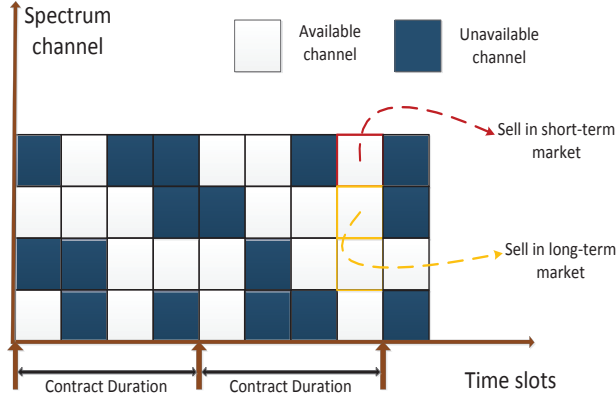 Spectrum
channel
Available
channel
Unavailable
channel
Sell in short-term
market
Sell in long-term
market
Contract Duration
Contract Duration
Time slots